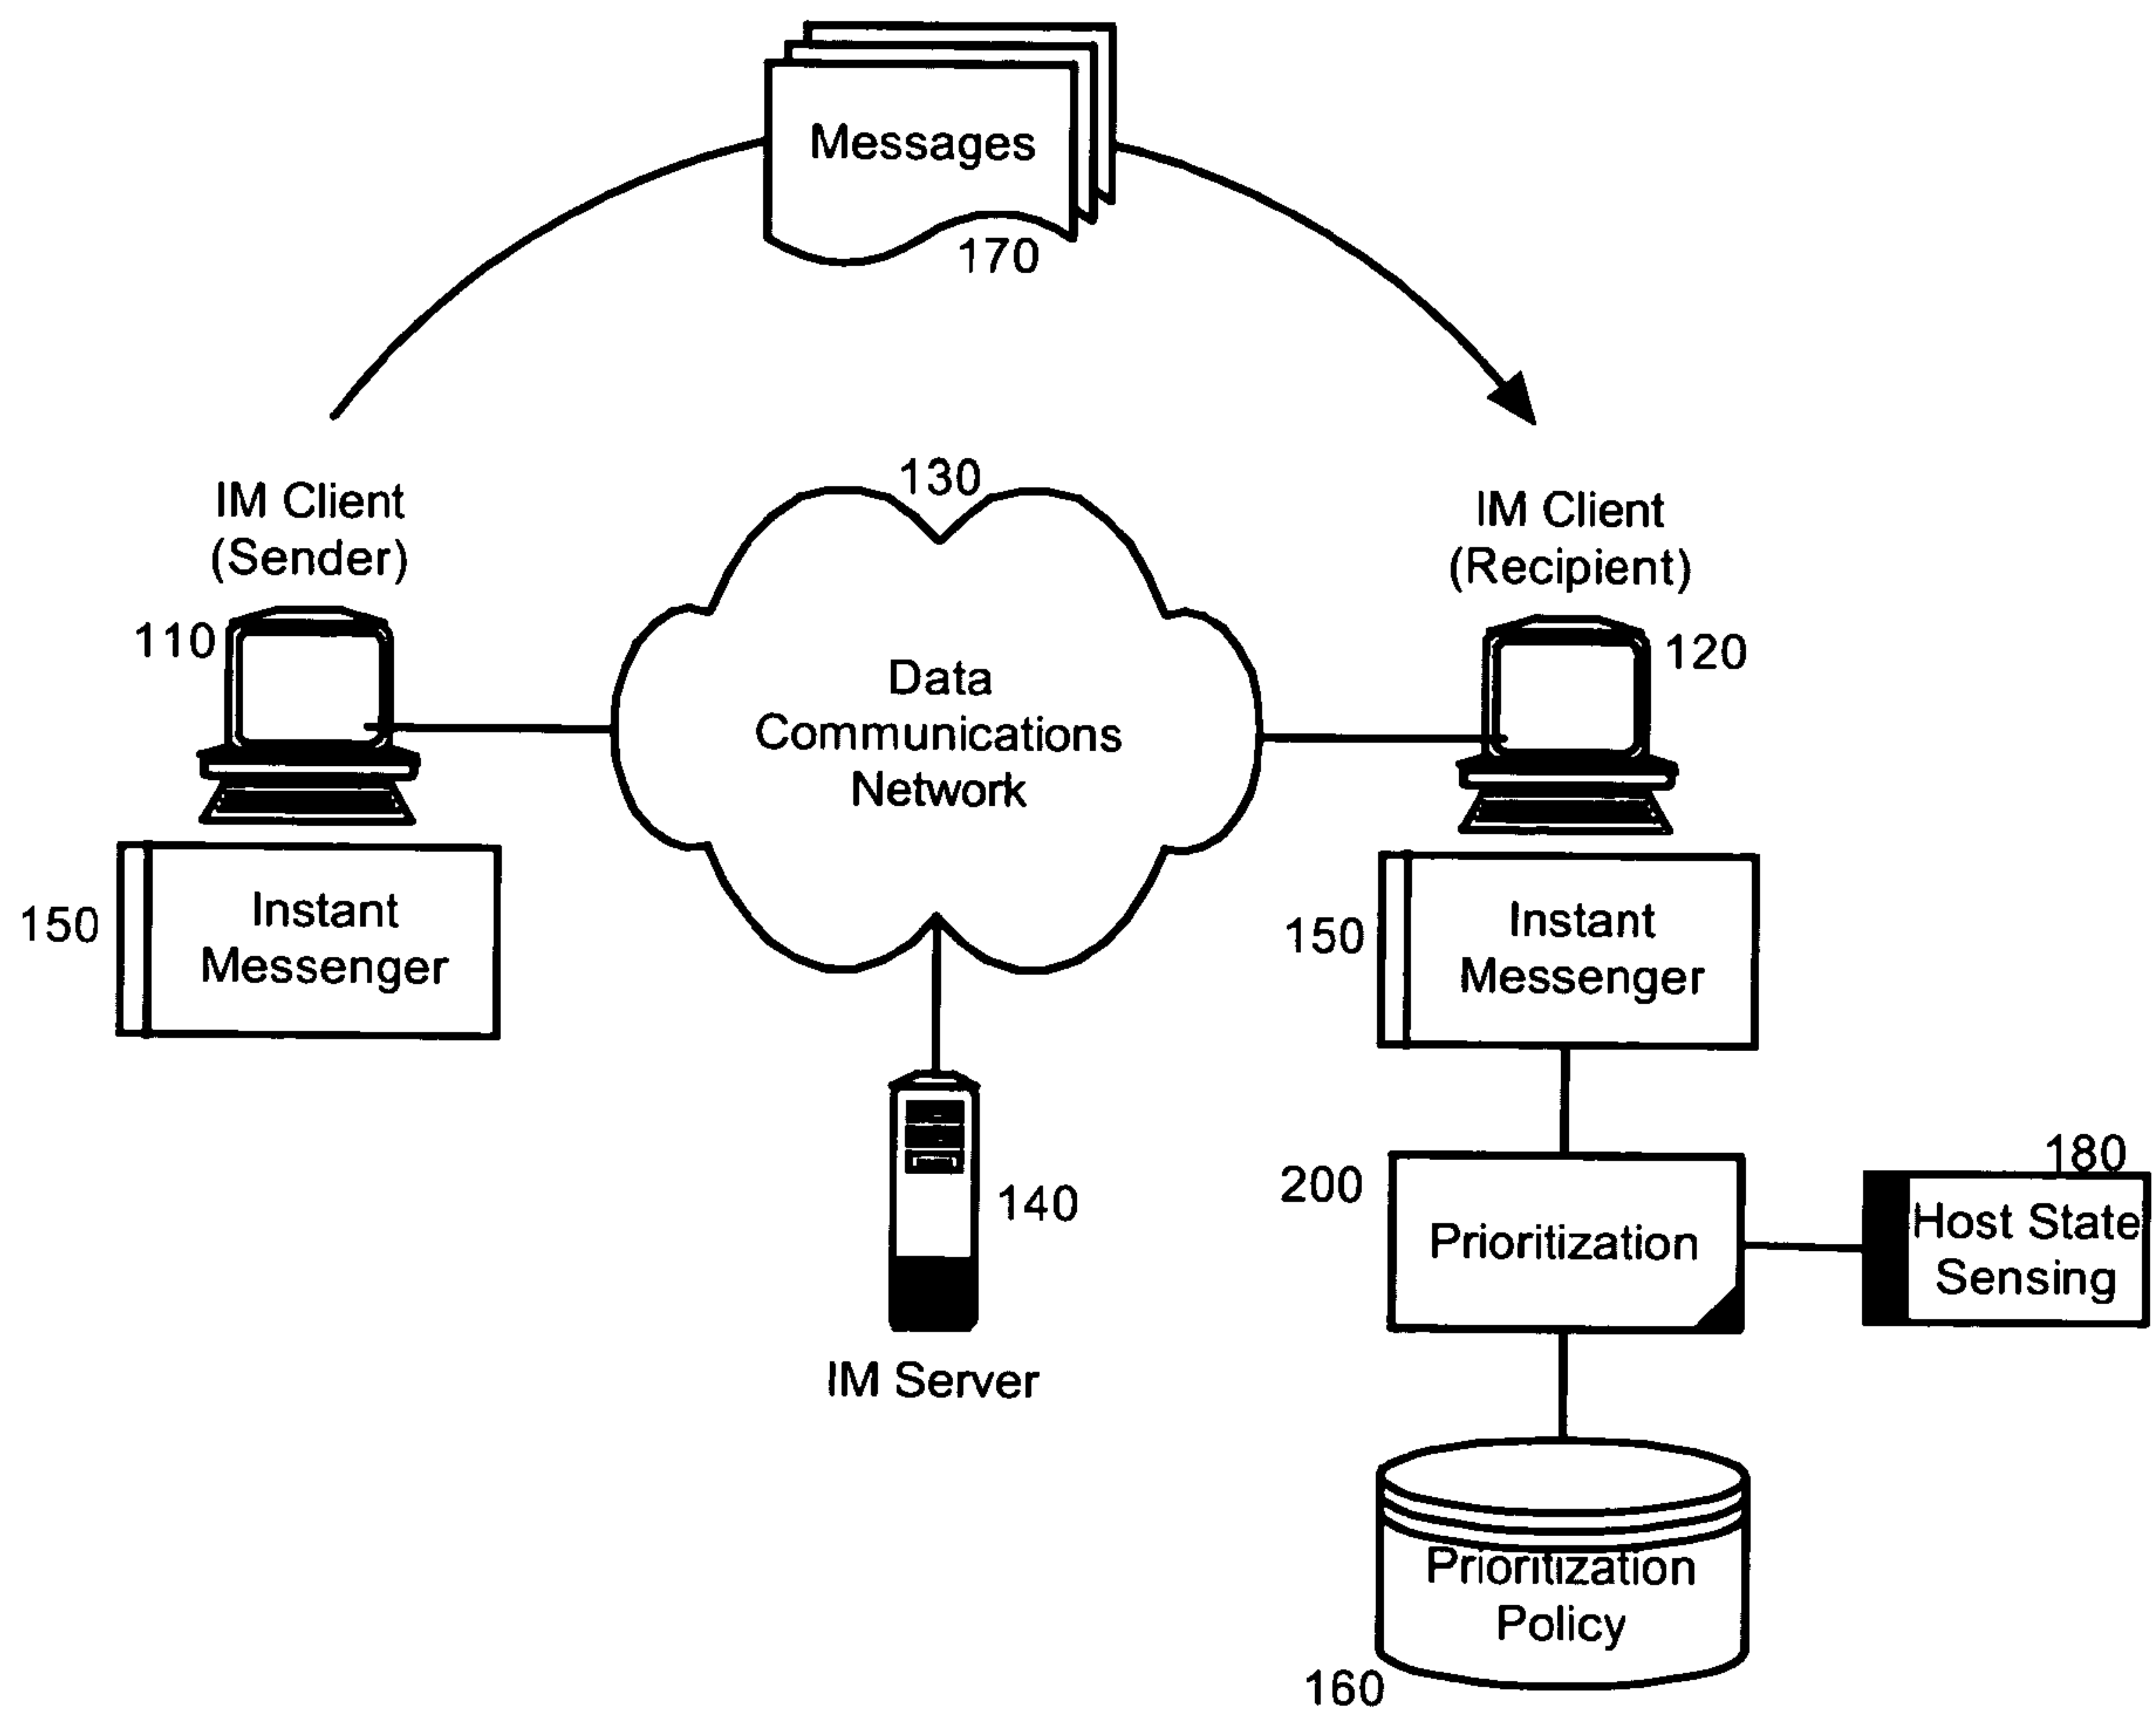 Messages
170
130
IM Client
(Sender)
110
IM Client
(Recipient)
120
Data
Communications
Network
150
Instant
Messenger
150
Instant
Messenger
140
IM Server
200
Prioritization
180
Host State
Sensing
Prioritization
Policy
160